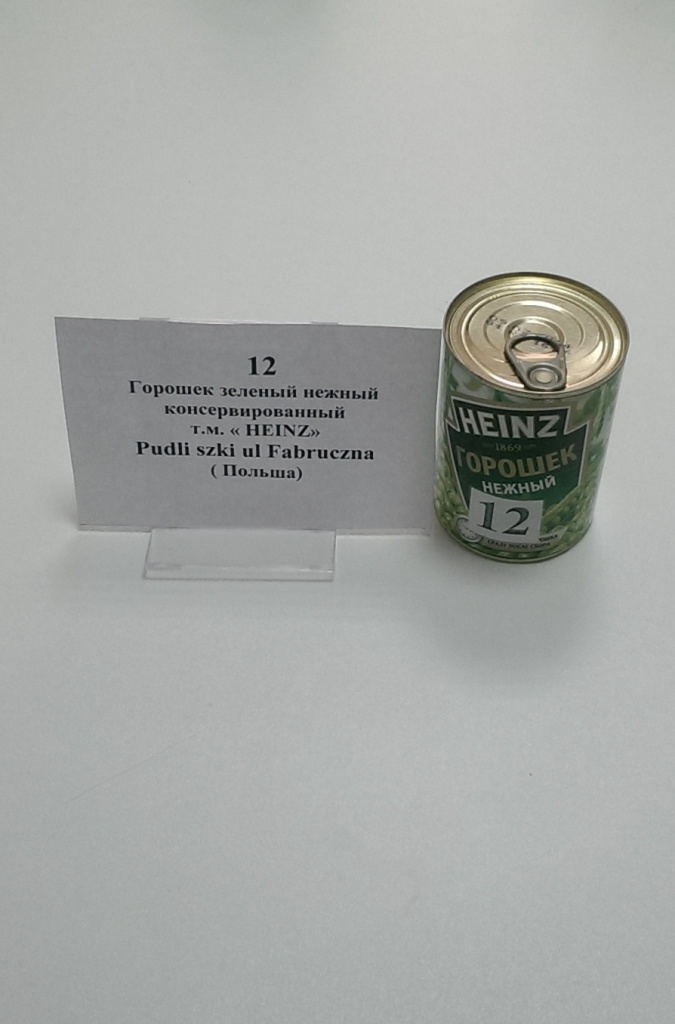 12
Горошек зеленый нежный
консервированный
т.м. « HEINZ»
Pudli szki ul Fabruczna
( Польша)
HEINZ
1869
ГОРОШЕК
НЕЖНЫЙ
12